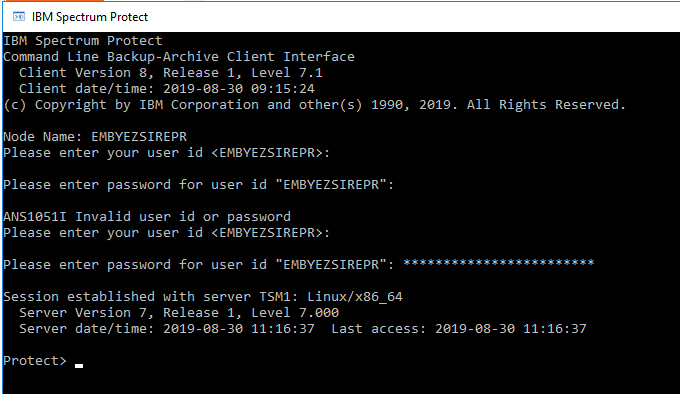 IBM Spectrum Protect
IBM Spectrum Protect
Command Line Backup-Archive Client Interface
  Client Version 8, Release 1, Level 7.1
  Client date/time: 2019-08-30 09:15:24
(c) Copyright by IBM Corporation and other(s) 1990, 2019. All Rights Reserved.
Node Name: EMBYEZSIREPR
Please enter your user id <EMBYEZSIREPR>:
Please enter password for user id "EMBYEZSIREPR":
ANS1051I Invalid user id or password
Please enter your user id <EMBYEZSIREPR>:
Please enter password for user id "EMBYEZSIREPR": ************************
Session established with server TSM1: Linux/x86_64
  Server Version 7, Release 1, Level 7.000
  Server date/time: 2019-08-30 11:16:37  Last access: 2019-08-30 11:16:37
Protect>